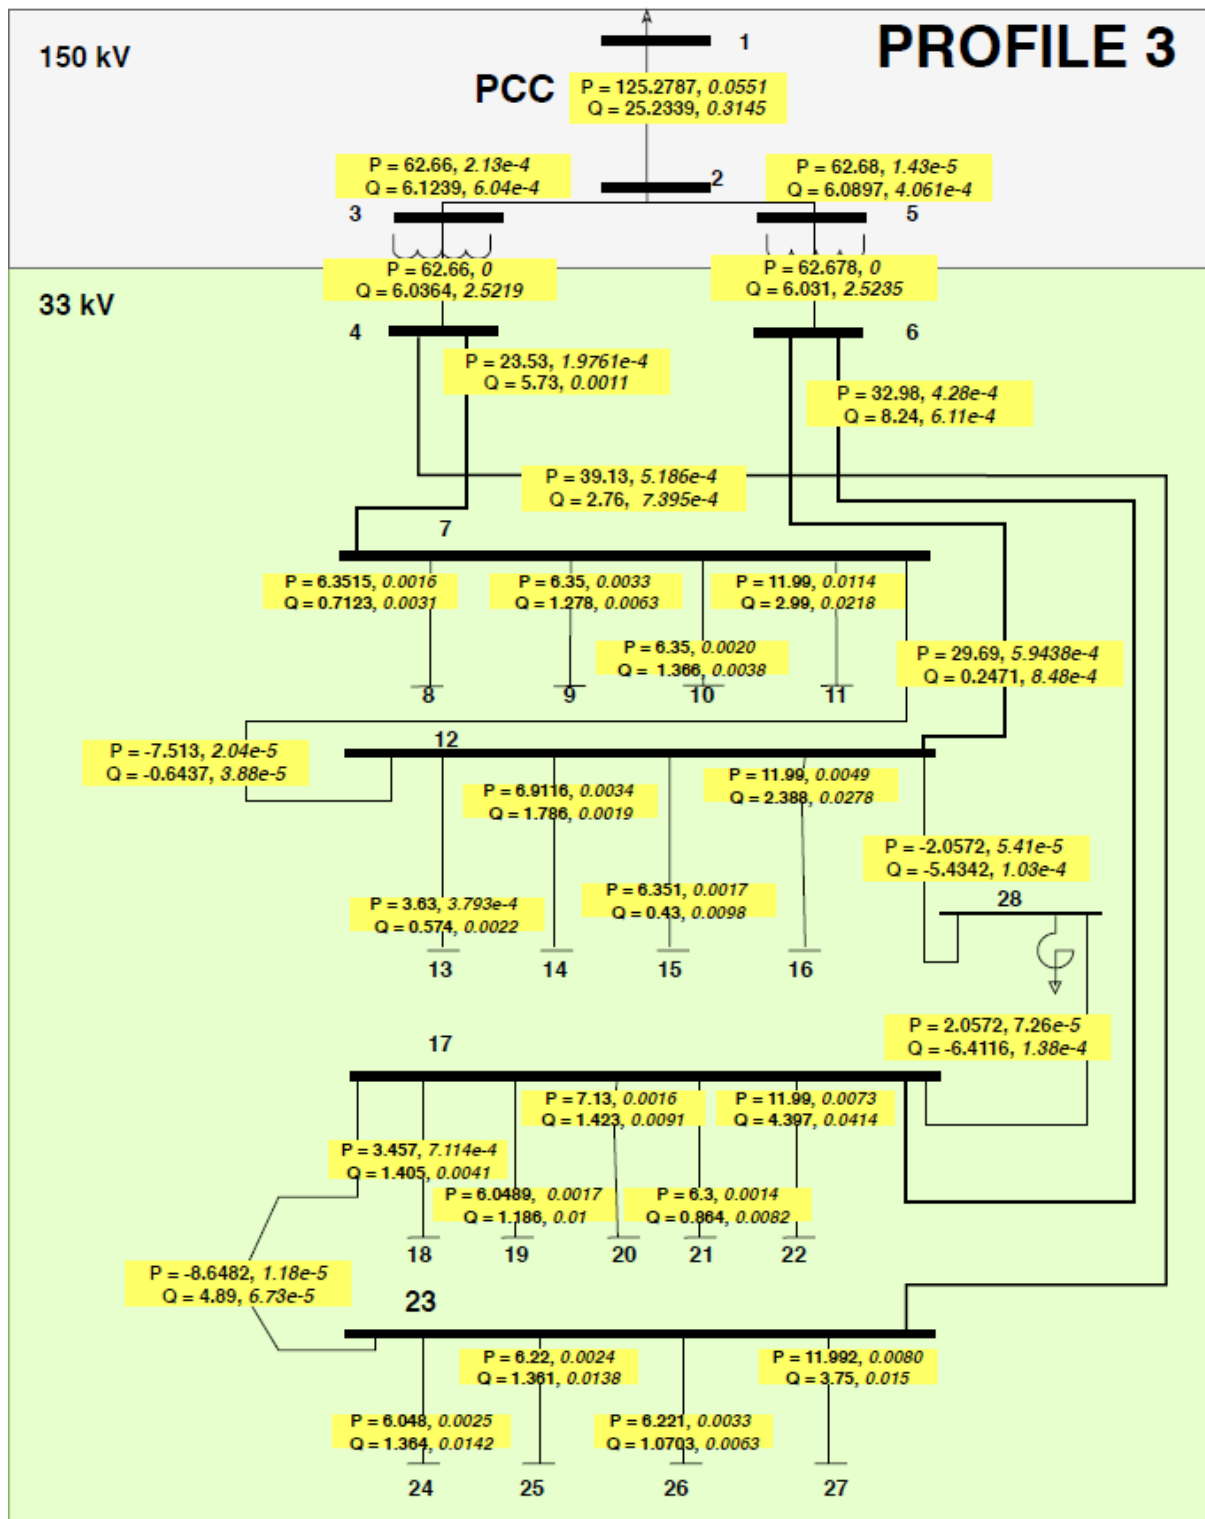 150 kV
1
PROFILE 3
PCC
P = 125.2787, 0.0551
Q = 25.2339, 0.3145
P = 62.66, 2.13e-4
Q = 6.1239, 6.04e-4
2
P = 62.68, 1.43e-5
Q = 6.0897, 4.061e-4
3
5
P = 62.66, 0
Q = 6.0364, 2.5219
P = 62.678, 0
Q = 6.031, 2.5235
33 kV
4
6
P = 23.53, 1.9761e-4
Q = 5.73, 0.0011
P = 32.98, 4.28e-4
Q = 8.24, 6.11e-4
P = 39.13, 5.186e-4
Q = 2.76, 7.395e-4
7
P = 6.3515, 0.0016
Q = 0.7123, 0.0031
P = 6.35, 0.0033
Q = 1.278, 0.0063
P = 11.99, 0.0114
Q = 2.99, 0.0218
P = 6.35, 0.0020
Q = 1.366, 0.0038
P = 29.69, 5.9438e-4
Q = 0.2471, 8.48e-4
8
9
10
11
12
P = -7.513, 2.04e-5
Q = -0.6437, 3.88e-5
P = 6.9116, 0.0034
Q = 1.786, 0.0019
P = 11.99, 0.0049
Q = 2.388, 0.0278
P = -2.0572, 5.41e-5
Q = -5.4342, 1.03e-4
P = 3.63, 3.793e-4
Q = 0.574, 0.0022
P = 6.351, 0.0017
Q = 0.43, 0.0098
28
13
14
15
16
P = 2.0572, 7.26e-5
Q = -6.4116, 1.38e-4
17
P = 7.13, 0.0016
Q = 1.423, 0.0091
P = 11.99, 0.0073
Q = 4.397, 0.0414
P = 3.457, 7.114e-4
Q = 1.405, 0.0041
P = 6.0489, 0.0017
Q = 1.186, 0.01
P = 6.3, 0.0014
Q = 0.864, 0.0082
18
19
20
21
22
P = -8.6482, 1.18e-5
Q = 4.89, 6.73e-5
23
P = 6.22, 0.0024
Q = 1.361, 0.0138
P = 11.992, 0.0080
Q = 3.75, 0.015
P = 6.048, 0.0025
Q = 1.364, 0.0142
P = 6.221, 0.0033
Q = 1.0703, 0.0063
24
25
26
27